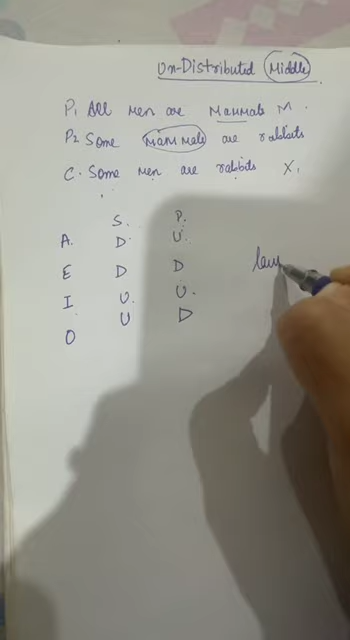 Un-Distributed Middle
P1 All Men are Mammals M.
P2 Some mammals are rabbits
C. Some Men are rabbits X.
S. P.
A. D U.
E D D
I U. U.
O U D